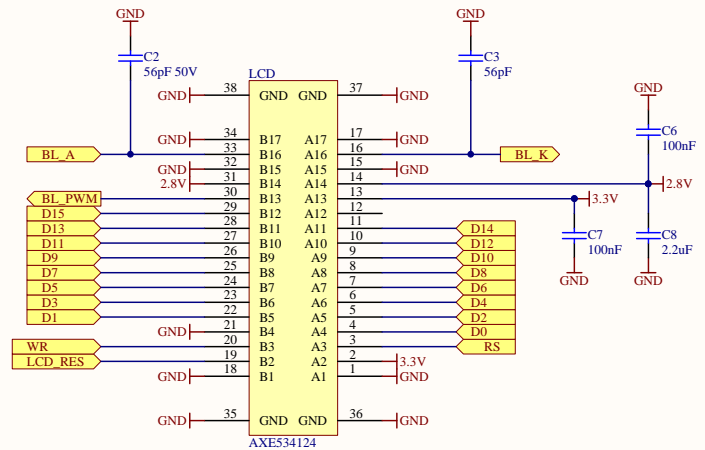 GND GND
C2 C3
56pF 50V 56pF
LCD
GND 38 GND GND 37 GND
GND
C6
100nF
GND 34 B17 A17 17 GND
BL_A 33 B16 A16 16 BL_K
GND 32 B15 A15 15 GND
2.8V 31 B14 A14 14 2.8V
BL_PWM 30 B13 A13 13 3.3V
D15 29 B12 A12 12
D13 28 B11 A11 11 D14
D11 27 B10 A10 10 D12
D9 26 B9 A9 9 D10
D7 25 B8 A8 8 D8
D5 24 B7 A7 7 D6
D3 23 B6 A6 6 D4
D1 22 B5 A5 5 D2
GND 21 B4 A4 4 D0
WR 20 B3 A3 3 RS
LCD_RES 19 B2 A2 2 3.3V
GND 18 B1 A1 1 GND
C7 C8
100nF 2.2uF
GND GND
GND 35 GND GND 36 GND
AXE534124